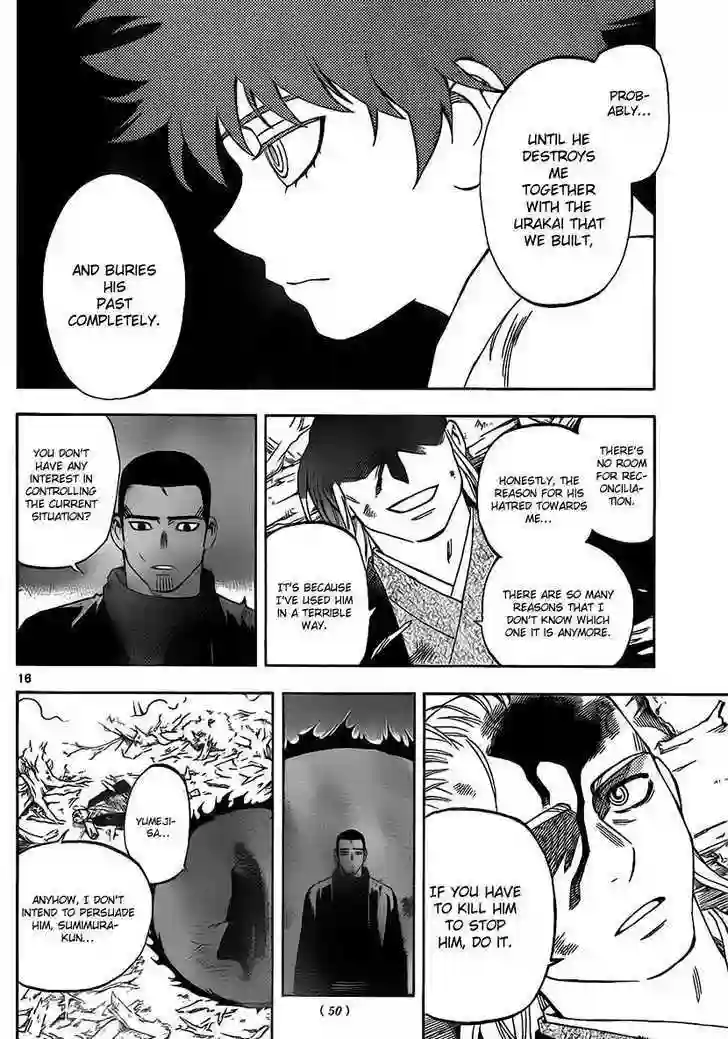 PROB-
ABLY...
UNTIL HE
DESTROYS
ME
TOGETHER
WITH THE
URAKAI THAT
WE BUILT,
AND BURIES
HIS
PAST
COMPLETELY.
THERE'S
NO ROOM
FOR REC-
ONCILIA-
TION.
HONESTLY, THE
REASON FOR HIS
HATRED TOWARDS
ME...
THERE ARE SO MANY
REASONS THAT I
DON'T KNOW WHICH
ONE IT IS ANYMORE.
IT'S BECAUSE
I'VE USED HIM
IN A TERRIBLE
WAY.
YOU DON'T
HAVE ANY
INTEREST IN
CONTROLLING
THE CURRENT
SITUATION?
16
IF YOU HAVE
TO KILL HIM
TO STOP
HIM, DO IT.
YUMEJI-
SA...
ANYHOW, I DON'T
INTEND TO PERSUADE
HIM, SUMIMURA-
KUN...
( 50 )